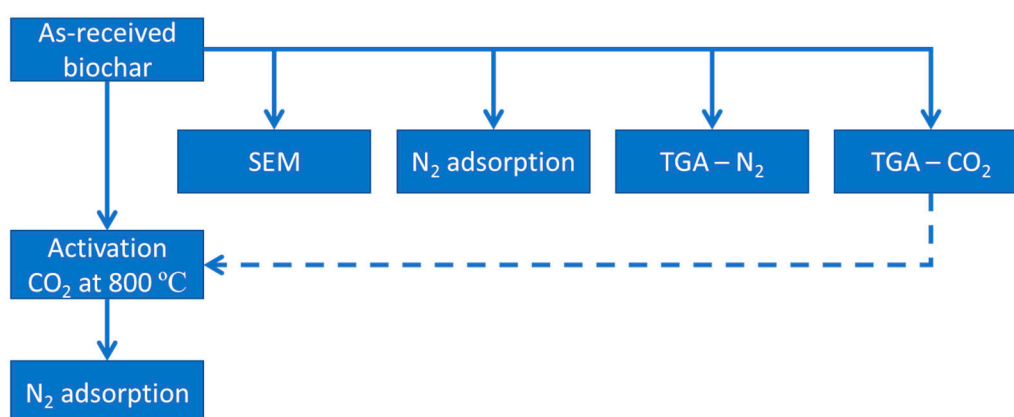 As-received
biochar
SEM
N₂ adsorption
TGA – N₂
TGA – CO₂
Activation
CO₂ at 800 ºC
N₂ adsorption